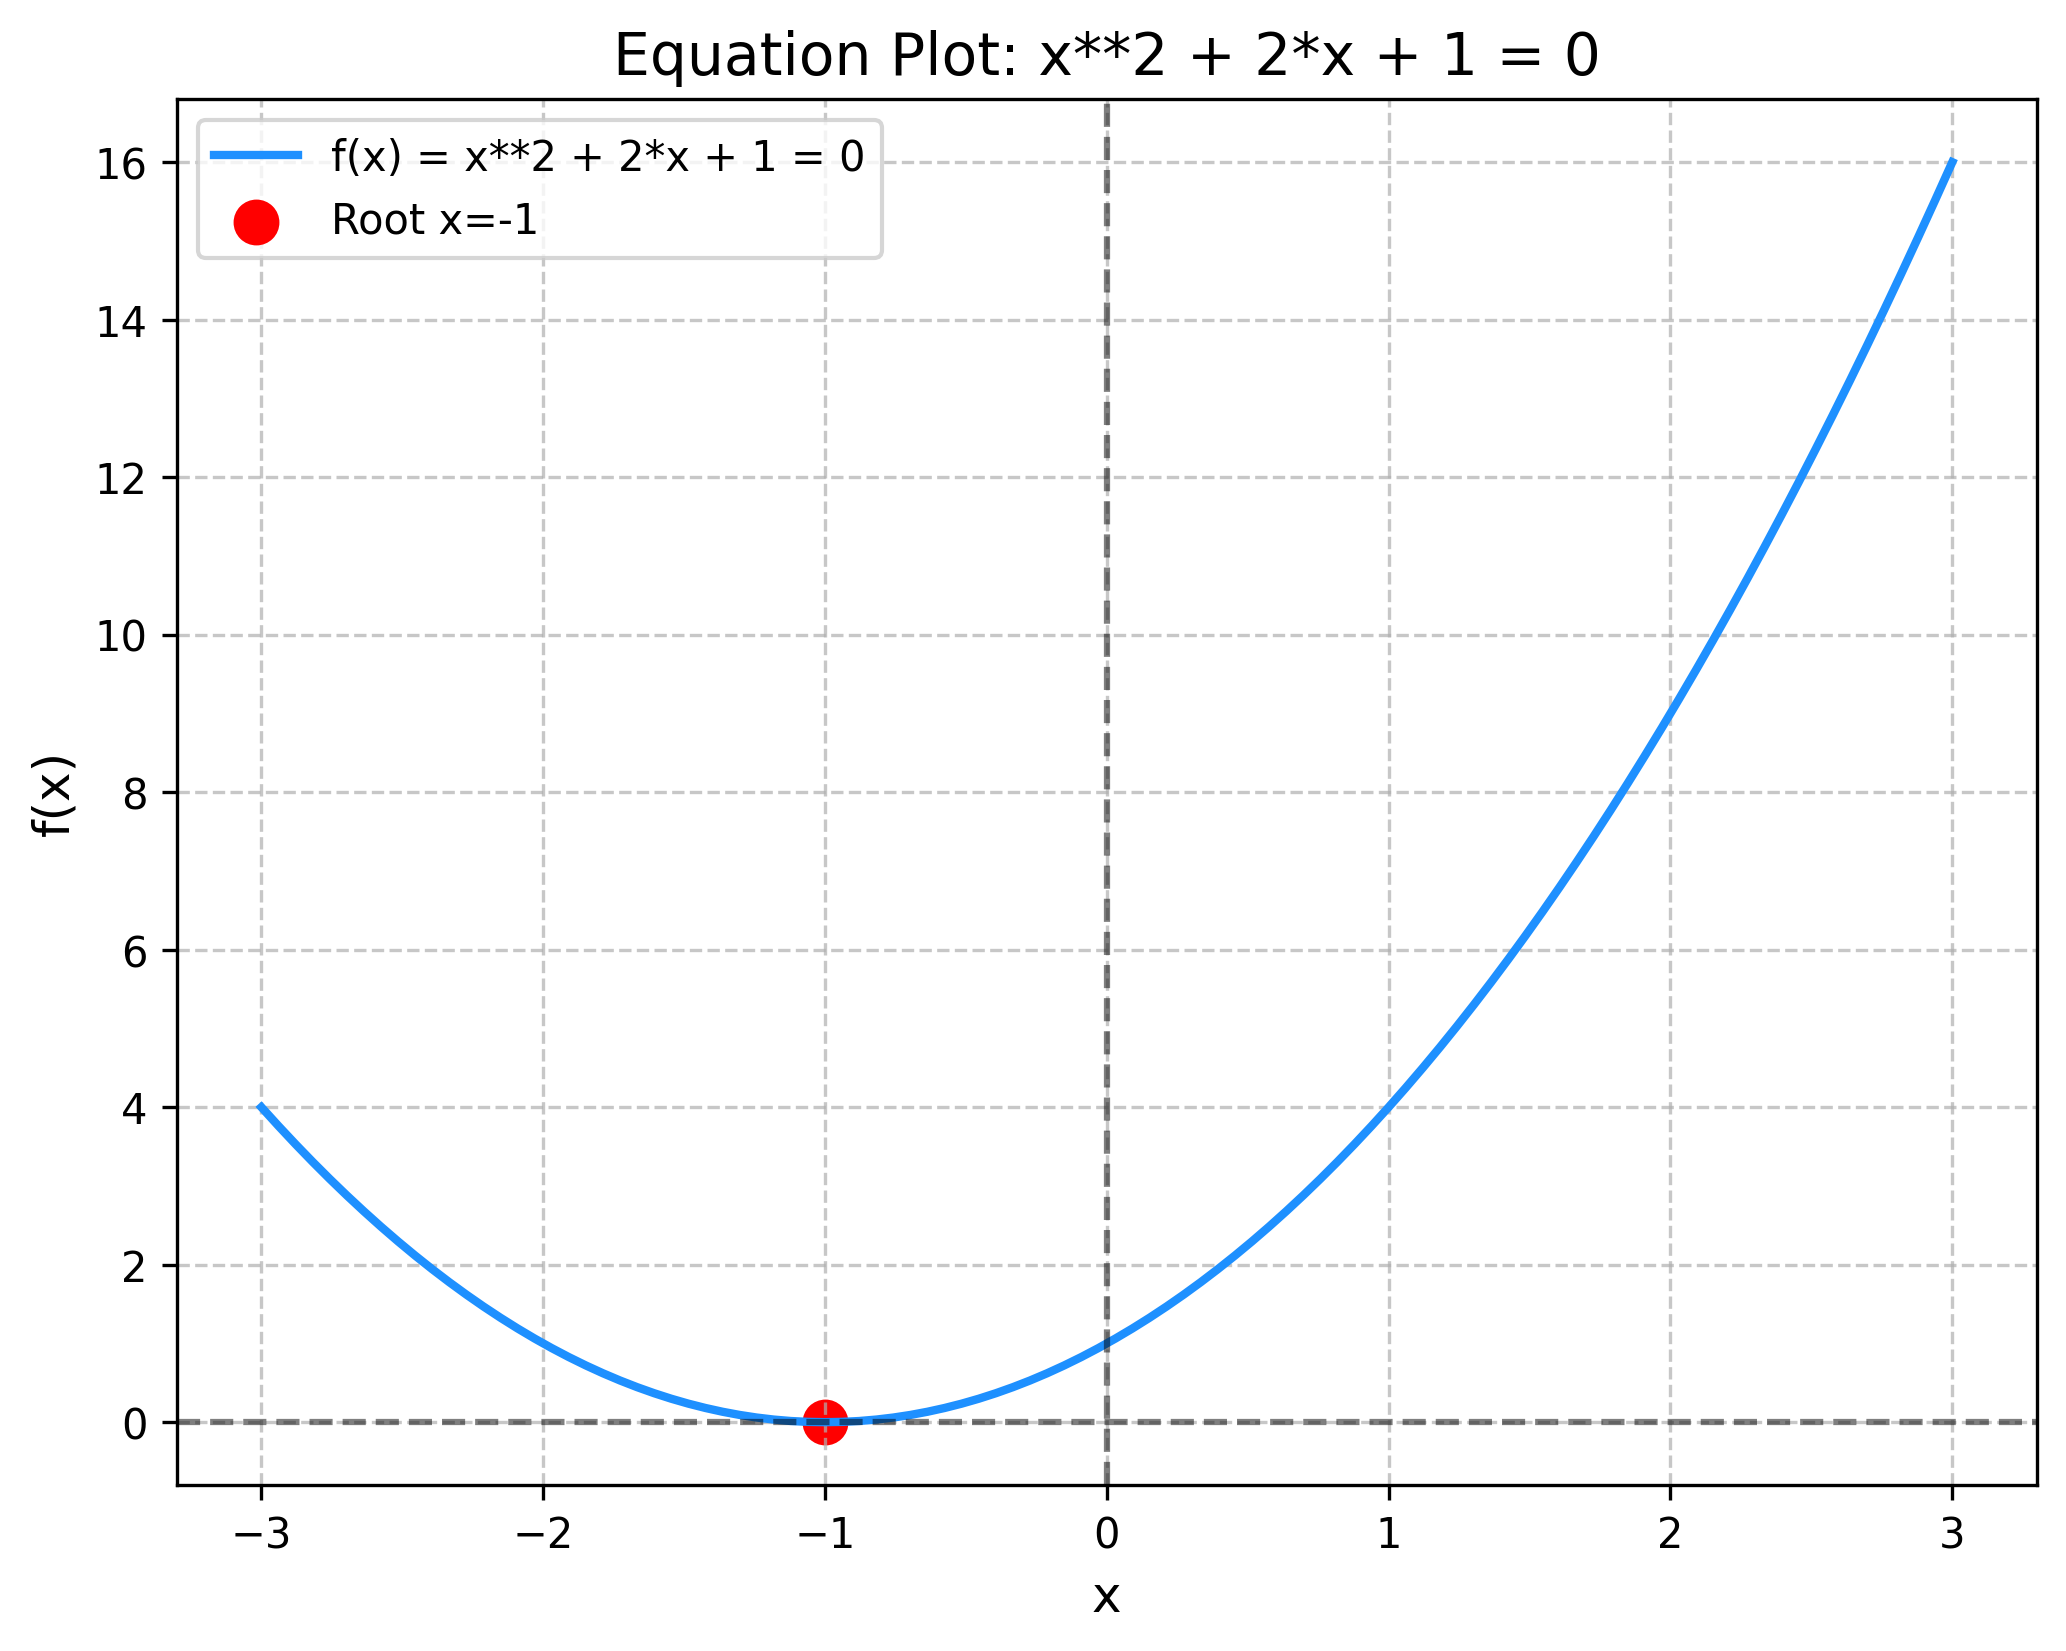 Equation Plot: x**2 + 2*x + 1 = 0
f(x) = x**2 + 2*x + 1 = 0
Root x=-1
16
14
12
10
8
6
4
2
0
f(x)
−3 −2 −1 0 1 2 3
x